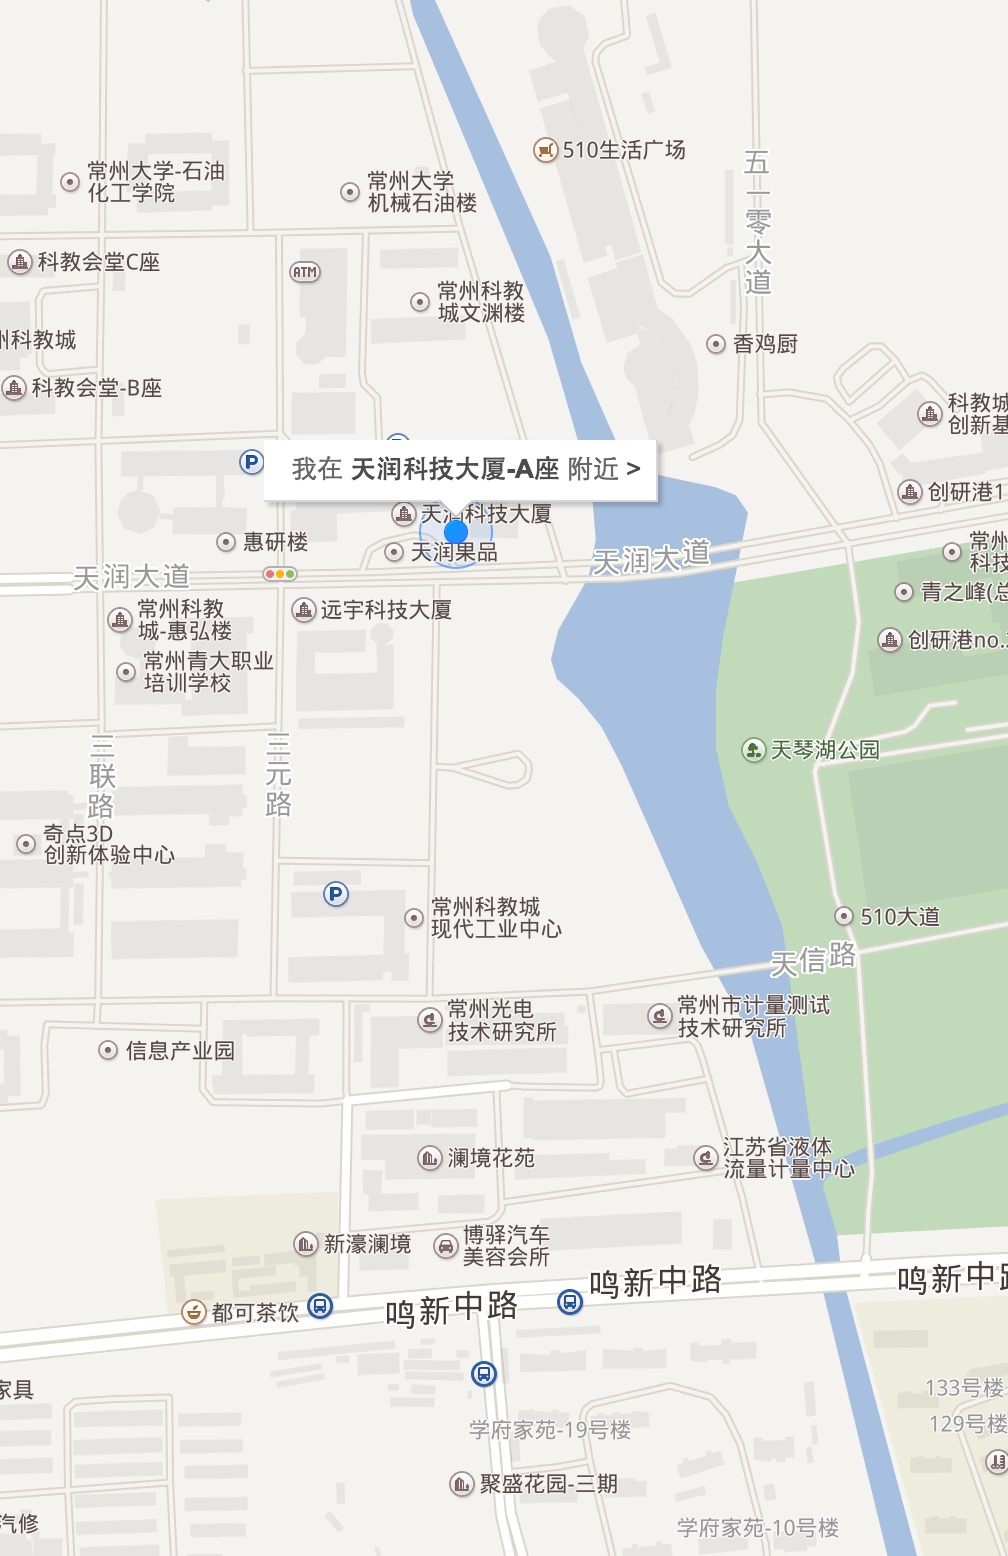 510生活广场
五一零大道
常州大学-石油
化工学院
常州大学
机械石油楼
科教会堂C座
ATM
常州科教
城文渊楼
州科教城
香鸡厨
科教会堂-B座
科教城
创新基
P
我在 天润科技大厦-A座 附近 >
创研港1
天润科技大厦
惠研楼
天润果品
天润大道
天润大道
常州
科技
青之峰(总
常州科教
城-惠弘楼
远宇科技大厦
创研港no..
常州青大职业
培训学校
三联路
三元路
天琴湖公园
奇点3D
创新体验中心
P
常州科教城
现代工业中心
510大道
天信路
常州光电
技术研究所
常州市计量测试
技术研究所
信息产业园
澜境花苑
江苏省液体
流量计量中心
新濠澜境
博驿汽车
美容会所
都可茶饮
鸣新中路
鸣新中路
鸣新中路
家具
133号楼
129号楼
学府家苑-19号楼
聚盛花园-三期
汽修
学府家苑-10号楼